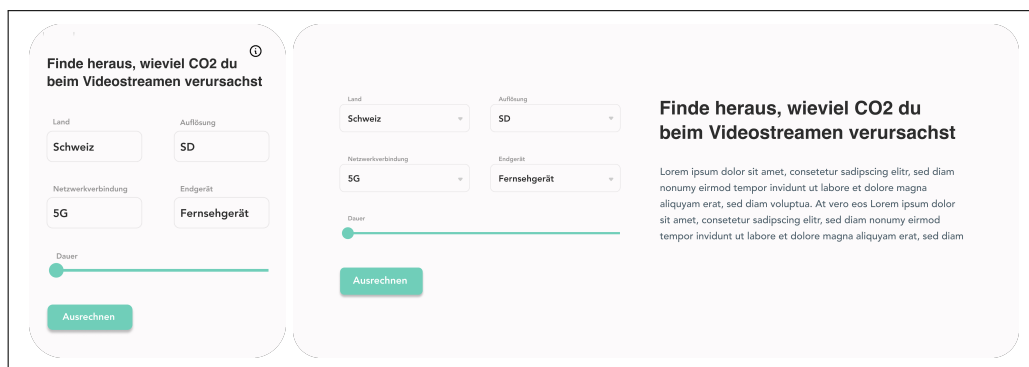 Finde heraus, wieviel CO2 du
beim Videostreamen verursachst
Land
Auflösung
Schweiz
SD
Netzwerkverbindung
Endgerät
5G
Fernsehgerät
Dauer
Ausrechnen
Land
Auflösung
Schweiz
SD
Netzwerkverbindung
Endgerät
5G
Fernsehgerät
Dauer
Ausrechnen
Finde heraus, wieviel CO2 du
beim Videostreamen verursachst
Lorem ipsum dolor sit amet, consetetur sadipscing elitr, sed diam
nonumy eirmod tempor invidunt ut labore et dolore magna
aliquyam erat, sed diam voluptua. At vero eos Lorem ipsum dolor
sit amet, consetetur sadipscing elitr, sed diam nonumy eirmod
tempor invidunt ut labore et dolore magna aliquyam erat, sed diam